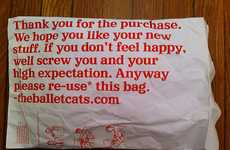 Thank you for the purchase.
We hope you like your new
stuff. if you don't feel happy,
well screw you and your
high expectation. Anyway
please re-use* this bag.
-theballetcats.com